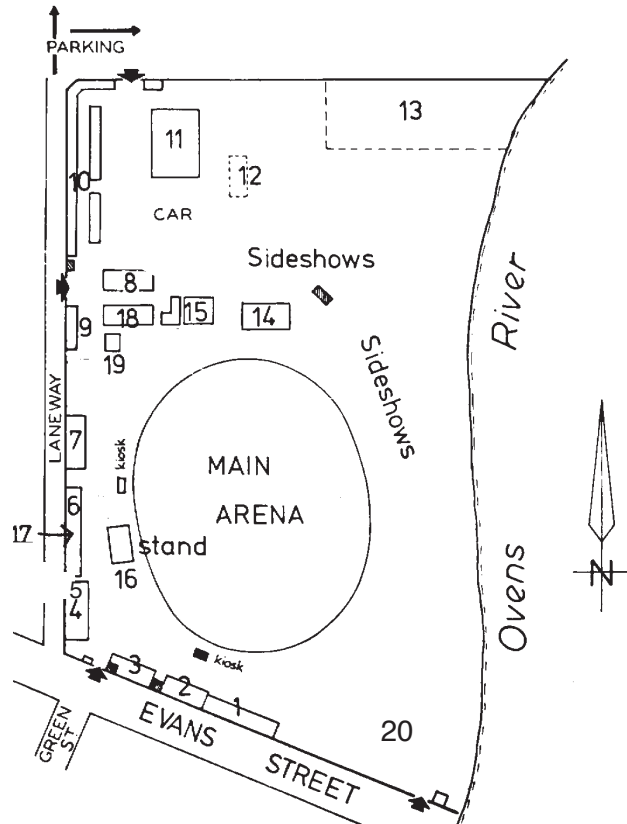 PARKING
13
11
12
10
CAR
Sideshows
8
River
15
14
18
9
19
Sideshows
LANEWAY
7
kiosk
MAIN
6
ARENA
17
stand
16
5
4
Ovens
N
kiosk
3
2
1
EVANS
20
GREEN
ST.
STREET